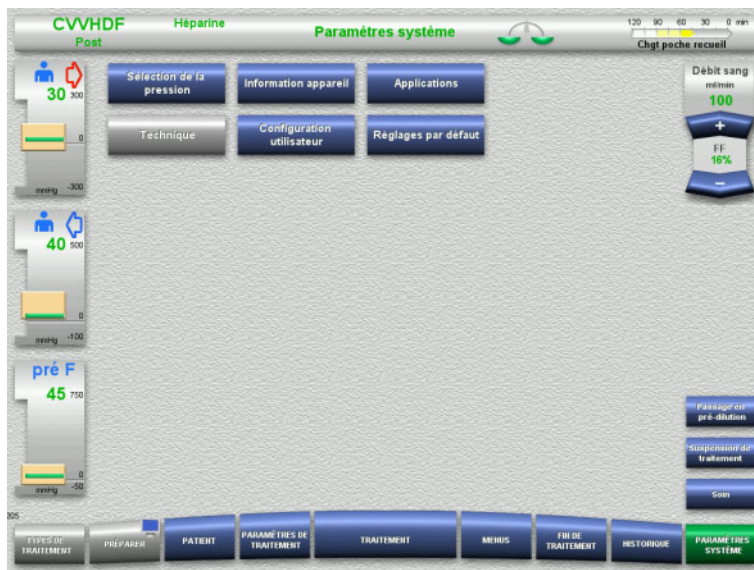 CVVHDF
Post
Héparine
Paramètres système
120 90 60 30 0 min
Chgt poche recueil
30
300
0
-300
mmHg
40
500
0
-100
mmHg
pré F
45
750
0
-50
mmHg
Sélection de la
pression
Information appareil
Applications
Technique
Configuration
utilisateur
Réglages par défaut
Débit sang
ml/min
100
+
FF
16%
–
Passage en
pré-dilution
Suspension de
traitement
Soin
205
TYPES DE
TRAITEMENT
PRÉPARER
PATIENT
PARAMÈTRES DE
TRAITEMENT
TRAITEMENT
MENUS
FIN DE
TRAITEMENT
HISTORIQUE
PARAMÈTRES
SYSTÈME